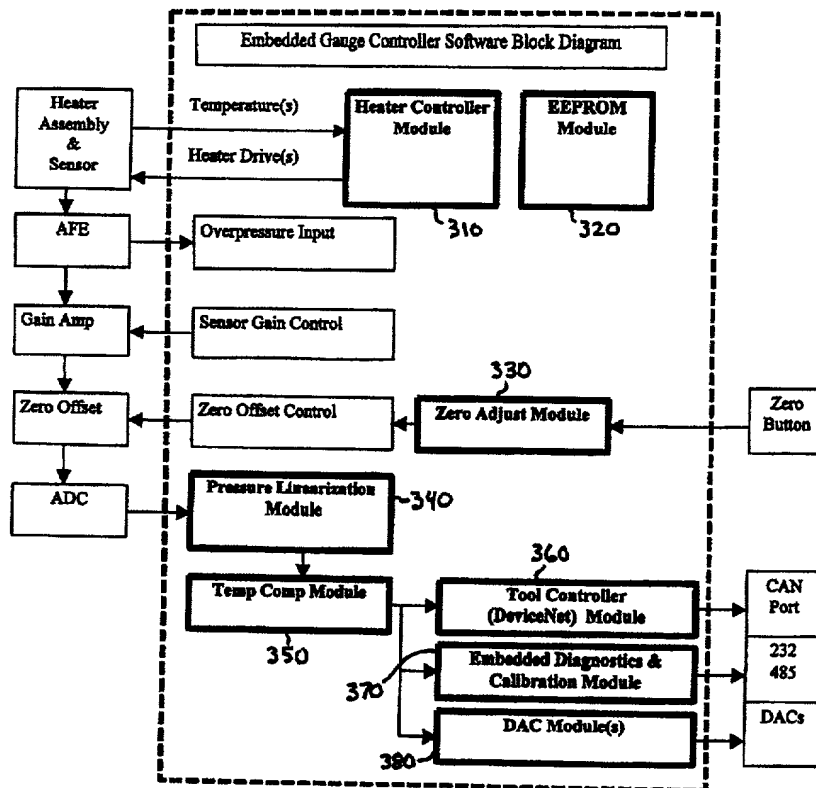 Embedded Gauge Controller Software Block Diagram
Heater
Assembly
&
Sensor
Temperature(s)
Heater Drive(s)
Heater Controller
Module
310
EEPROM
Module
320
AFE
Overpressure Input
Gain Amp
Sensor Gain Control
330
Zero Offset
Zero Offset Control
Zero Adjust Module
Zero
Button
ADC
Pressure Linearization
Module
340
Temp Comp Module
350
360
Tool Controller
(DeviceNet) Module
CAN
Port
370
Embedded Diagnostics &
Calibration Module
232
485
DAC Module(s)
380
DACs